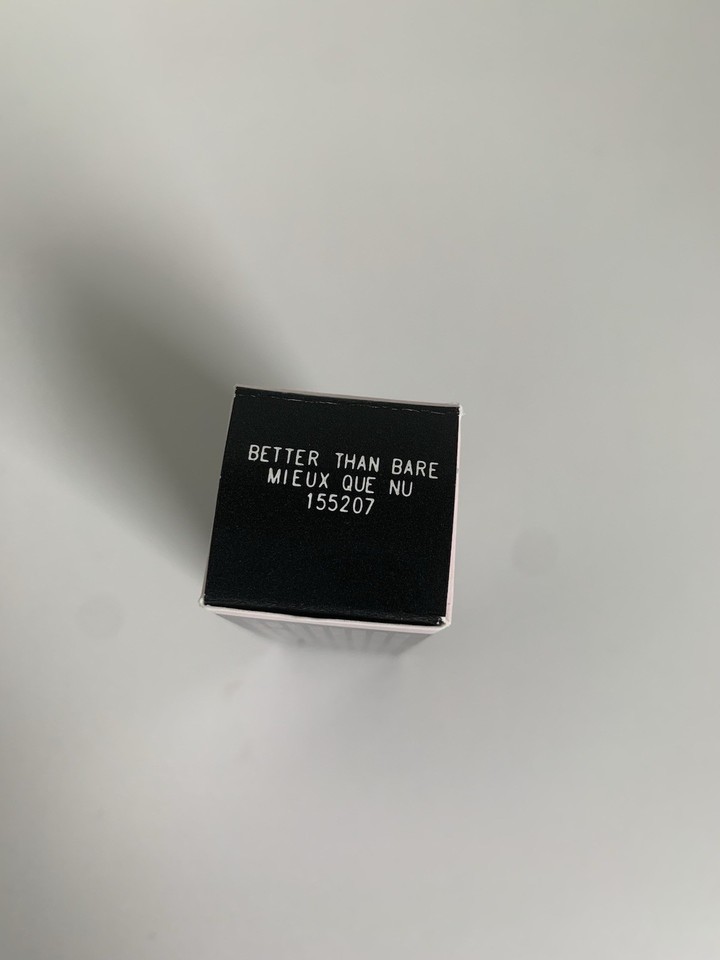 BETTER THAN BARE
MIEUX QUE NU
155207